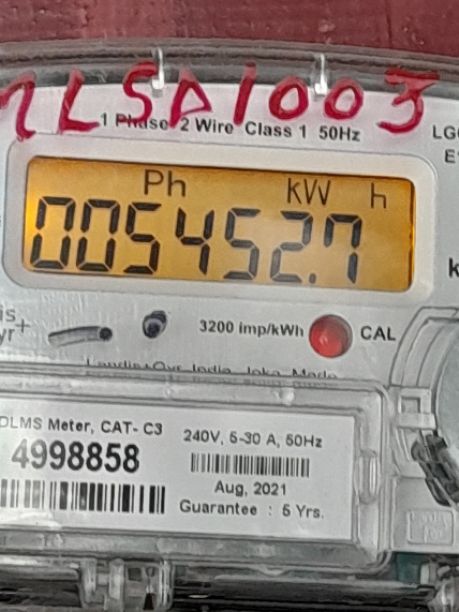 MLSD1003
1 Phase 2 Wire Class 1 50Hz
Ph kW h
005452.7
3200 imp/kWh
CAL
DLMS Meter, CAT- C3
4998858
240V, 5-30 A, 50Hz
Aug, 2021
Guarantee : 5 Yrs.